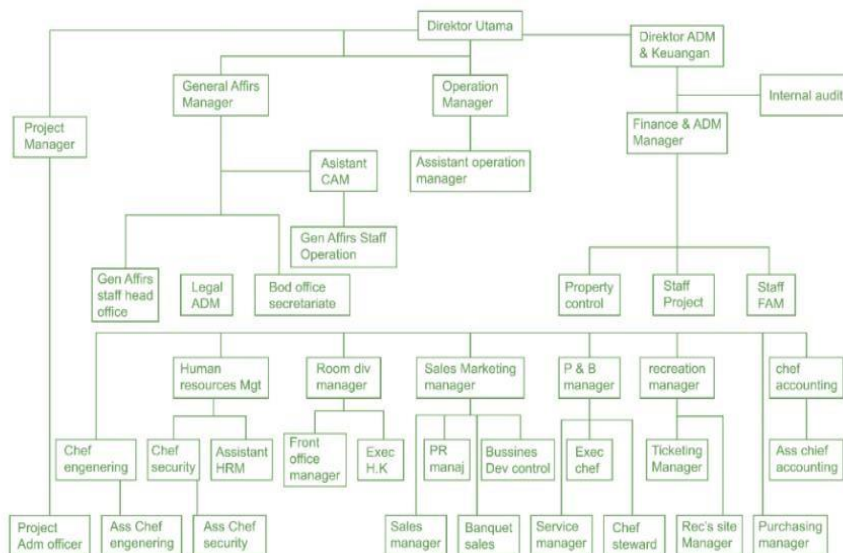 Direktor Utama
Direktor ADM
& Keuangan
General Affirs
Manager
Operation
Manager
Internal audit
Project
Manager
Finance & ADM
Manager
Asistant
CAM
Assistant operation
manager
Gen Affirs Staff
Operation
Gen Affirs
staff head
office
Legal
ADM
Bod office
secretariate
Property
control
Staff
Project
Staff
FAM
Human
resources Mgt
Room div
manager
Sales Marketing
manager
P & B
manager
recreation
manager
chef
accounting
Chef
engenering
Chef
security
Assistant
HRM
Front
office
manager
Exec
H.K
PR
manaj
Bussines
Dev control
Exec
chef
Ticketing
Manager
Ass chief
accounting
Project
Adm officer
Ass Chef
engenering
Ass Chef
security
Sales
manager
Banquet
sales
Service
manager
Chef
steward
Rec's site
Manager
Purchasing
manager